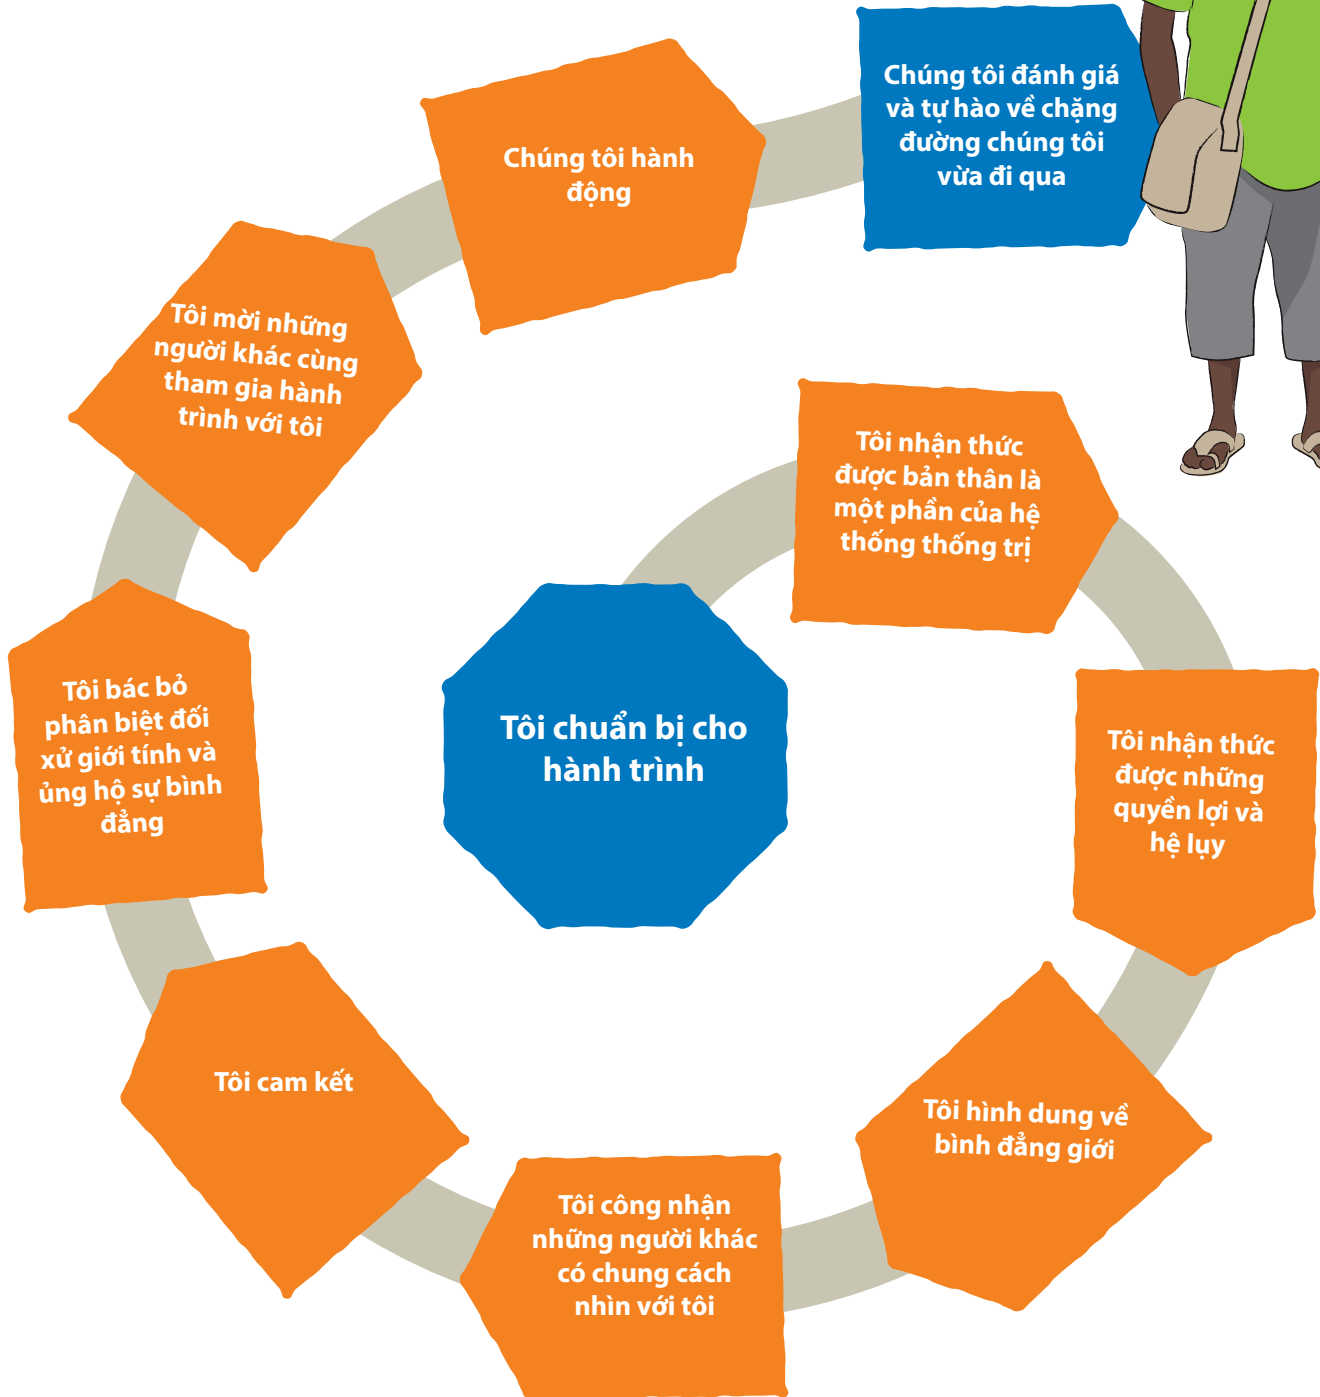 Tôi chuẩn bị cho
hành trình
Tôi nhận thức
được bản thân là
một phần của hệ
thống thống trị
Tôi nhận thức
được những
quyền lợi và
hệ lụy
Tôi hình dung về
bình đẳng giới
Tôi công nhận
những người khác
có chung cách
nhìn với tôi
Tôi cam kết
Tôi bác bỏ
phân biệt đối
xử giới tính và
ủng hộ sự bình
đẳng
Tôi mời những
người khác cùng
tham gia hành
trình với tôi
Chúng tôi hành
động
Chúng tôi đánh giá
và tự hào về chặng
đường chúng tôi
vừa đi qua